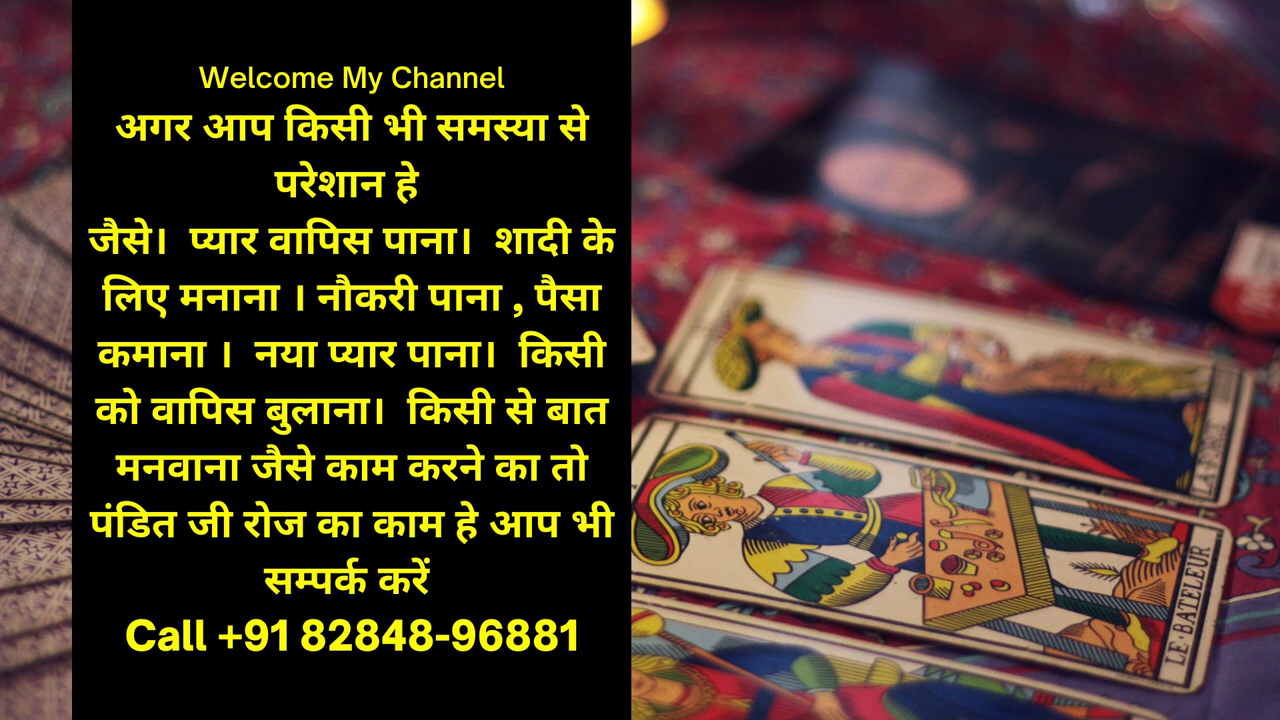 Welcome My Channel
अगर आप किसी भी समस्या से
परेशान हे
जैसे।  प्यार वापिस पाना।  शादी के
लिए मनाना । नौकरी पाना , पैसा
कमाना ।  नया प्यार पाना।  किसी
को वापिस बुलाना।  किसी से बात
मनवाना जैसे काम करने का तो
पंडित जी रोज का काम हे आप भी
सम्पर्क करें
Call +91 82848-96881
LE·BATELEUR